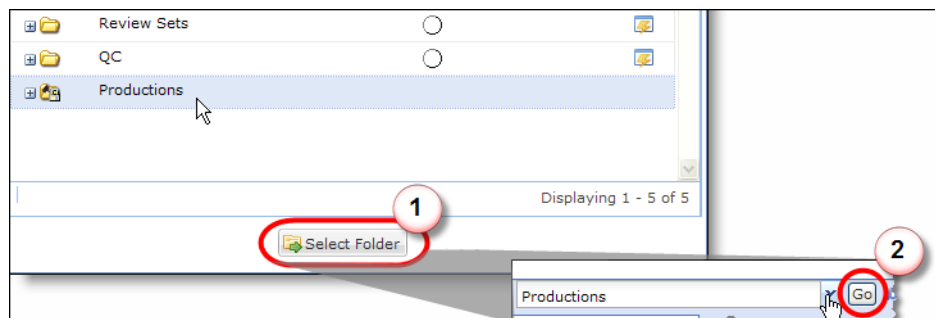 Review Sets
QC
Productions
Displaying 1 - 5 of 5
1
Select Folder
2
Productions
Go